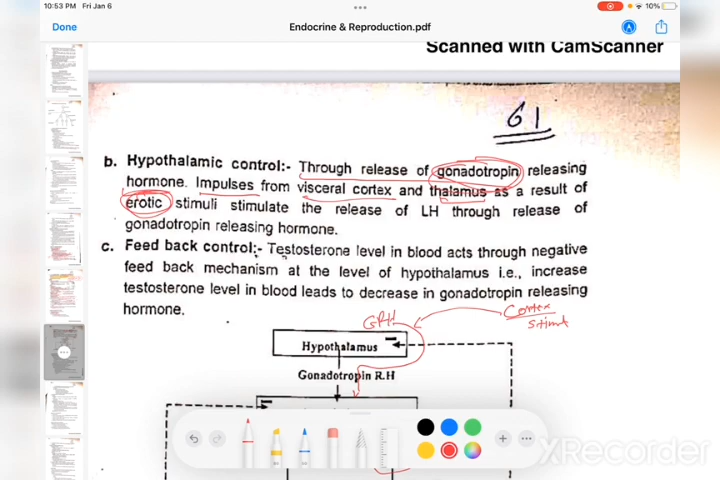 10:53 PM Fri Jan 6
10%
Done
Endocrine & Reproduction.pdf
Scanned with CamScanner
61
b. Hypothalamic control:- Through release of gonadotropin releasing
hormone. Impulses from visceral cortex and thalamus as a result of
erotic stimuli stimulate the release of LH through release of
gonadotropin releasing hormone.
c. Feed back control:- Testosterone level in blood acts through negative
feed back mechanism at the level of hypothalamus i.e., increase
testosterone level in blood leads to decrease in gonadotropin releasing
hormone.
GRH
Cortex
Hypothalamus
Gonadotropin R.H
XRecorder